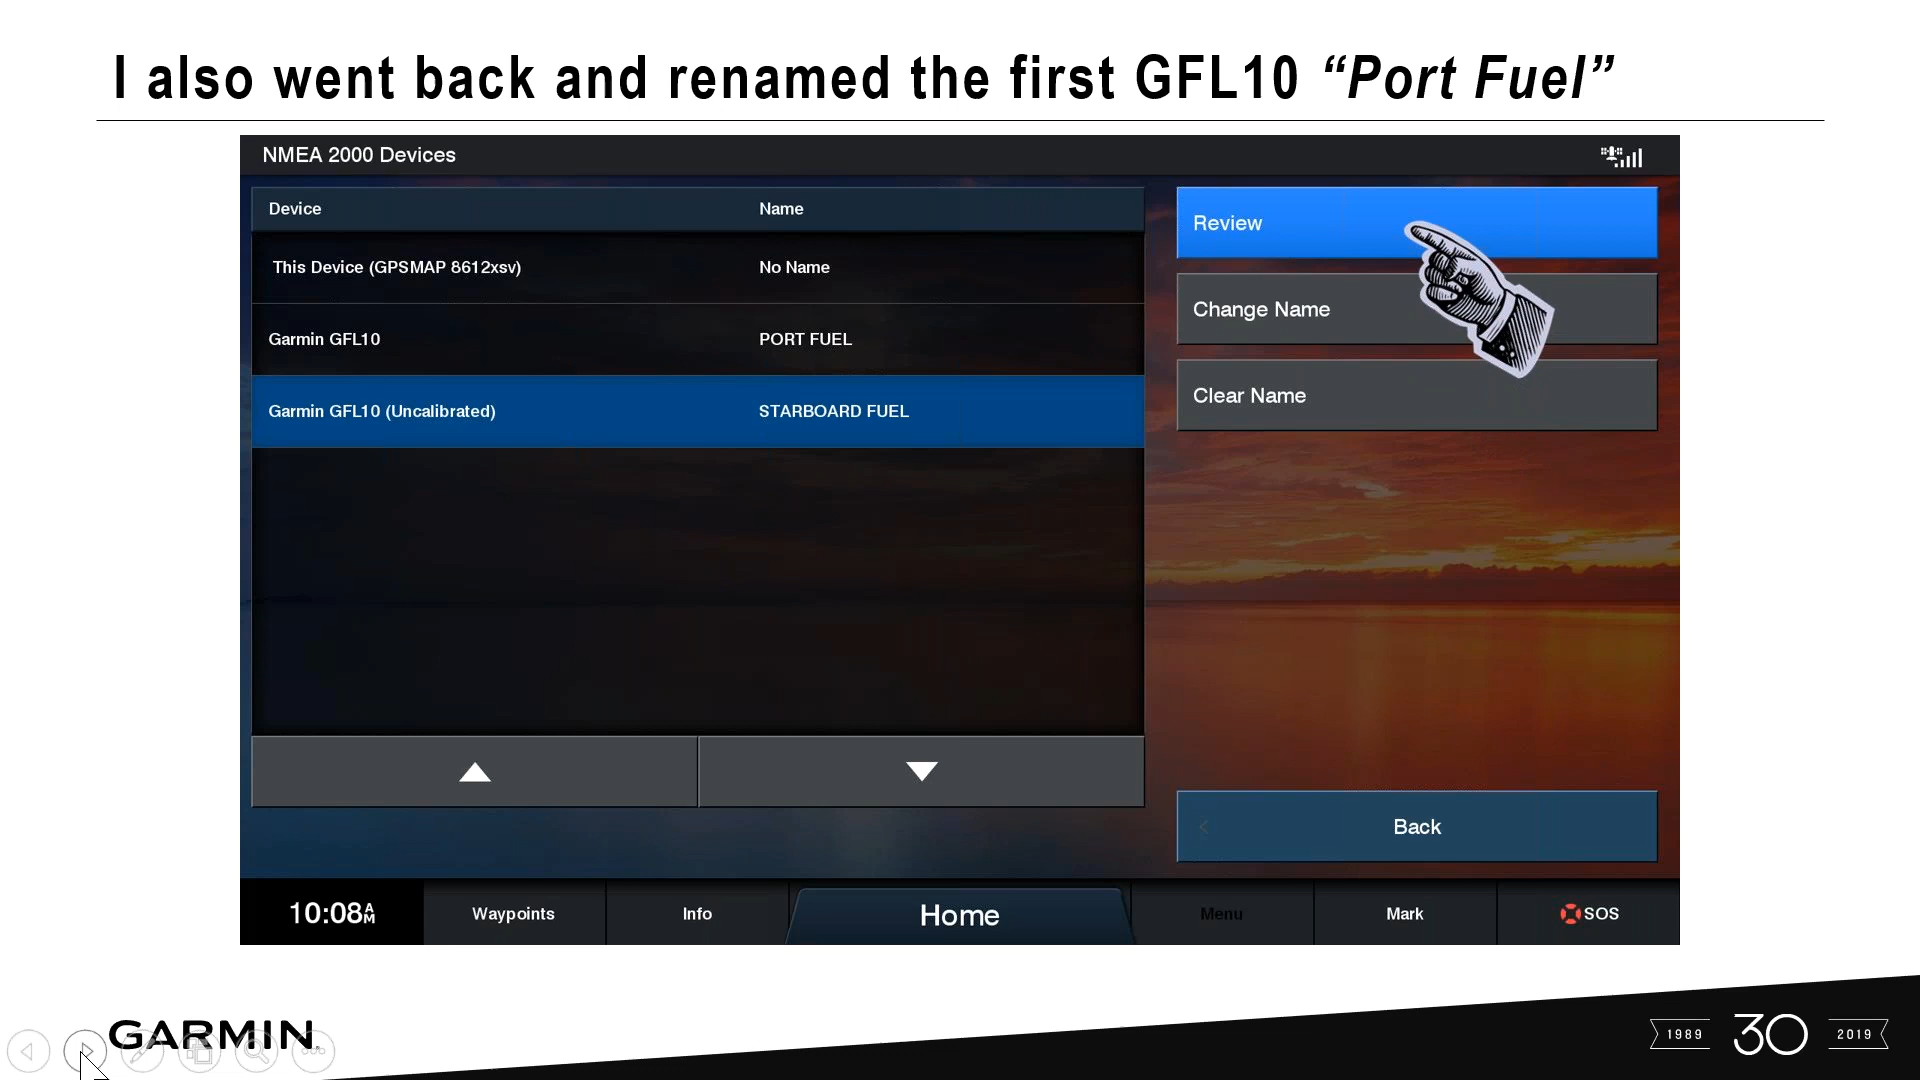 I also went back and renamed the first GFL10 “Port Fuel”
NMEA 2000 Devices
Device Name
This Device (GPSMAP 8612xsv) No Name
Garmin GFL10 PORT FUEL
Garmin GFL10 (Uncalibrated) STARBOARD FUEL
Review
Change Name
Clear Name
Back
10:08AM Waypoints Info Home Menu Mark SOS
GARMIN
1989 30 2019